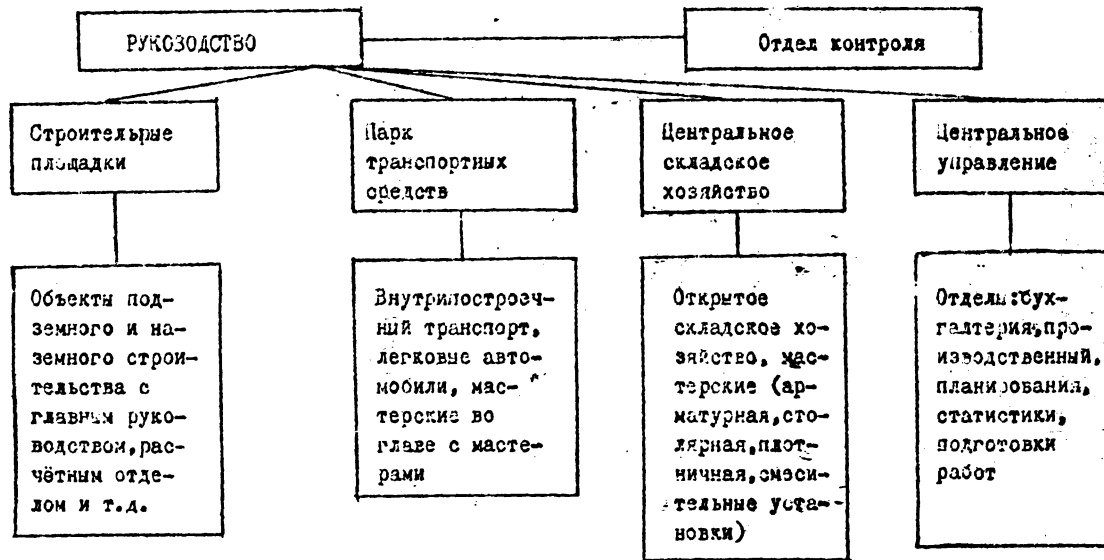 РУКОЗОДСТВО
Отдел контроля
Строительные
площадки
Парк
транспортных
средств
Центральное
складское
хозяйство
Центральное
управление
Объекты под-
земного и на-
земного строи-
тельства с
главным руко-
водством,рас-
чётным отде-
лом и т.д.
Внутрипостроеч-
ный транспорт,
легковые авто-
мобили, мас-
терские во
главе с масте-
рами
Открытое
складское хо-
зяйство, мас-
терские (ар-
матурная,сто-
лярная,плот-
ничная,смеси-
тельные уста-
новки)
Отделы:бух-
галтерия,про-
изводственный,
планирования,
статистики,
подготовки
работ